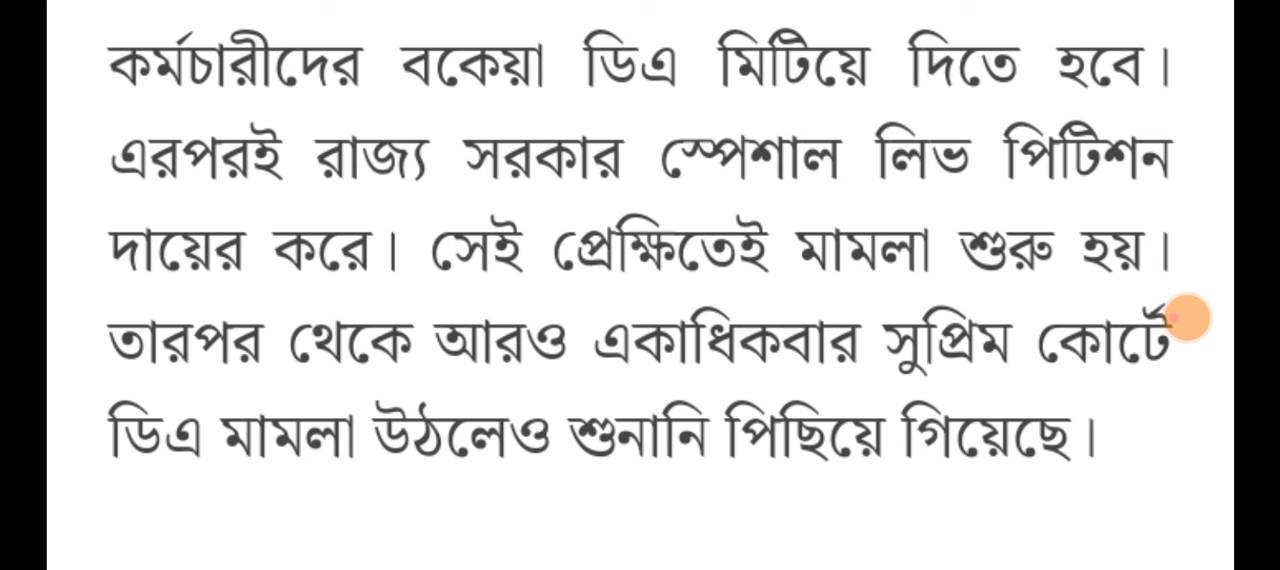 কর্মচারীদের বকেয়া ডিএ মিটিয়ে দিতে হবে।
এরপরই রাজ্য সরকার স্পেশাল লিভ পিটিশন
দায়ের করে। সেই প্রেক্ষিতেই মামলা শুরু হয়।
তারপর থেকে আরও একাধিকবার সুপ্রিম কোর্টে
ডিএ মামলা উঠলেও শুনানি পিছিয়ে গিয়েছে।